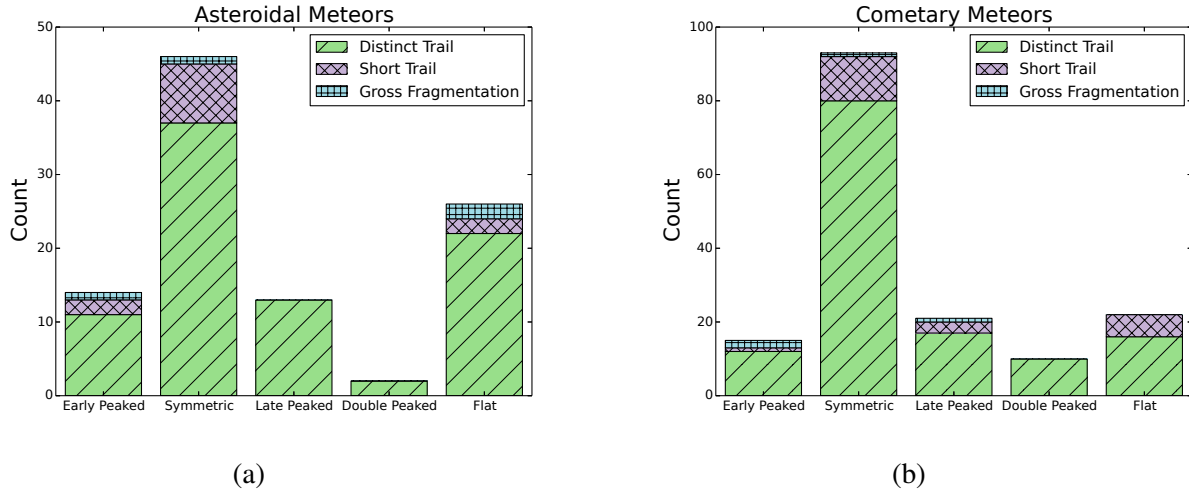 Asteroidal Meteors
50
40
30
20
10
0
Count
Distinct Trail
Short Trail
Gross Fragmentation
Early Peaked Symmetric Late Peaked Double Peaked Flat
(a)
Cometary Meteors
100
80
60
40
20
0
Count
Distinct Trail
Short Trail
Gross Fragmentation
Early Peaked Symmetric Late Peaked Double Peaked Flat
(b)